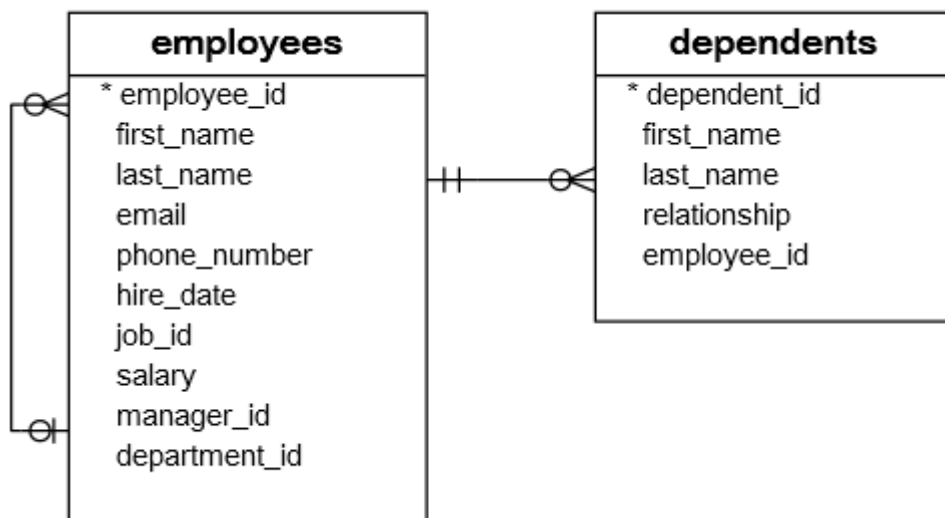 employees
* employee_id
first_name
last_name
email
phone_number
hire_date
job_id
salary
manager_id
department_id
dependents
* dependent_id
first_name
last_name
relationship
employee_id